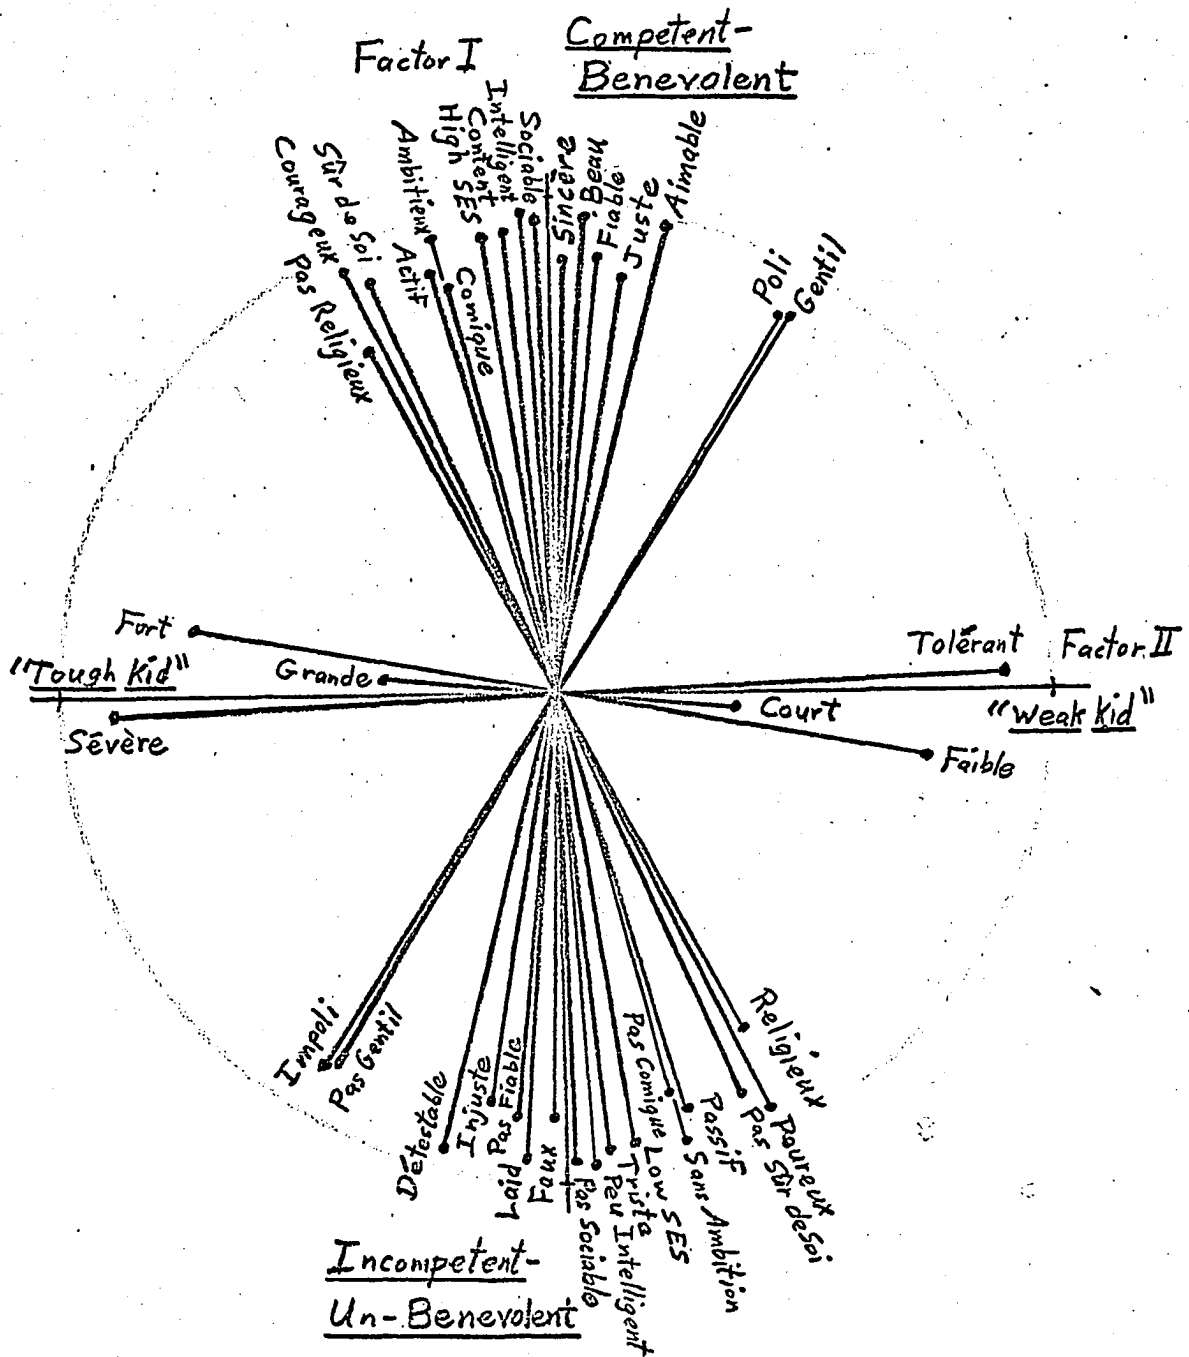 Competent-
Benevolent
Factor I
Courageux
Sûr de Soi
Pas Religieux
Ambitieux
Actif
Comique
High SES
Content
Intelligent
Sociable
Sincère
Beau
Fiable
Juste
Aimable
Poli
Gentil
Fort
"Tough Kid"
Grande
Sévère
Tolérant
Factor II
"Weak Kid"
Court
Faible
Impoli
Pas Gentil
Détestable
Injuste
Pas Fiable
Laid
Faux
Pas Sociable
Peu Intelligent
Triste
Low SES
Pas Comique
Sans Ambition
Passif
Pas Sûr de Soi
Peureux
Religieux
Incompetent-
Un-Benevolent